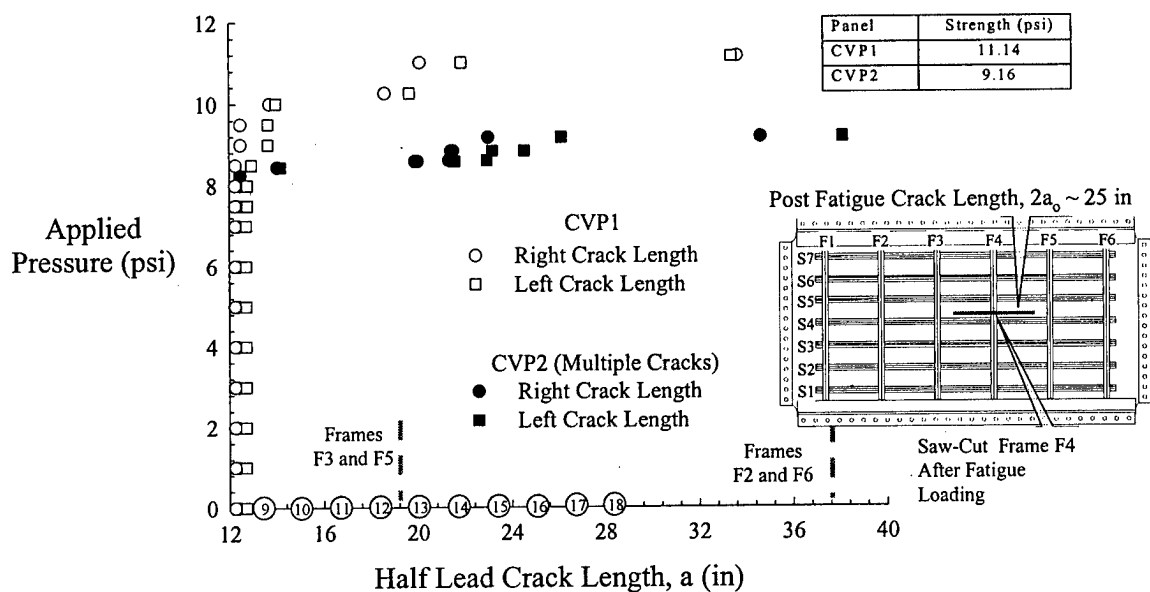 12
10
8
6
4
2
0
Applied
Pressure (psi)
Panel Strength (psi)
CVP1 11.14
CVP2 9.16
CVP1
Right Crack Length
Left Crack Length
CVP2 (Multiple Cracks)
Right Crack Length
Left Crack Length
Post Fatigue Crack Length, 2a₀ ~ 25 in
F1 F2 F3 F4 F5 F6
S7
S6
S5
S4
S3
S2
S1
Saw-Cut Frame F4
After Fatigue
Loading
Frames
F3 and F5
Frames
F2 and F6
9 10 11 12 13 14 15 16 17 18
12 16 20 24 28 32 36 40
Half Lead Crack Length, a (in)